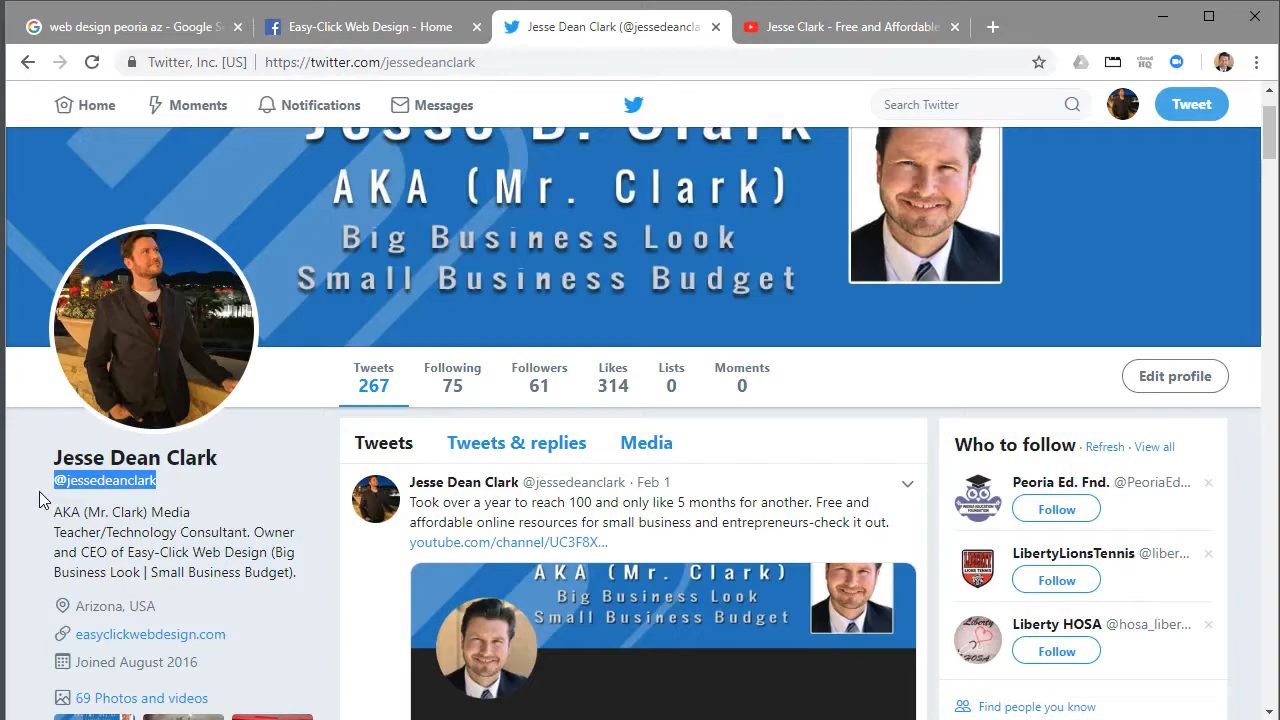 web design peoria az - Google S
Easy-Click Web Design - Home
Jesse Dean Clark (@jessedeancla
Jesse Clark - Free and Affordable
Twitter, Inc. [US]
https://twitter.com/jessedeanclark
cloud
HQ
Home
Moments
Notifications
Messages
Search Twitter
Tweet
Jesse D. Clark
AKA (Mr. Clark)
Big Business Look
Small Business Budget
Tweets
267
Following
75
Followers
61
Likes
314
Lists
0
Moments
0
Edit profile
Jesse Dean Clark
@jessedeanclark
AKA (Mr. Clark) Media
Teacher/Technology Consultant. Owner
and CEO of Easy-Click Web Design (Big
Business Look | Small Business Budget).
Arizona, USA
easyclickwebdesign.com
Joined August 2016
69 Photos and videos
Tweets
Tweets & replies
Media
Jesse Dean Clark @jessedeanclark · Feb 1
Took over a year to reach 100 and only like 5 months for another. Free and
affordable online resources for small business and entrepreneurs-check it out.
youtube.com/channel/UC3F8X...
AKA (Mr. Clark)
Big Business Look
Small Business Budget
Who to follow · Refresh · View all
Peoria Ed. Fnd. @PeoriaEd...
Follow
LibertyLionsTennis @liber...
Follow
Liberty HOSA @hosa_liber...
Follow
Find people you know